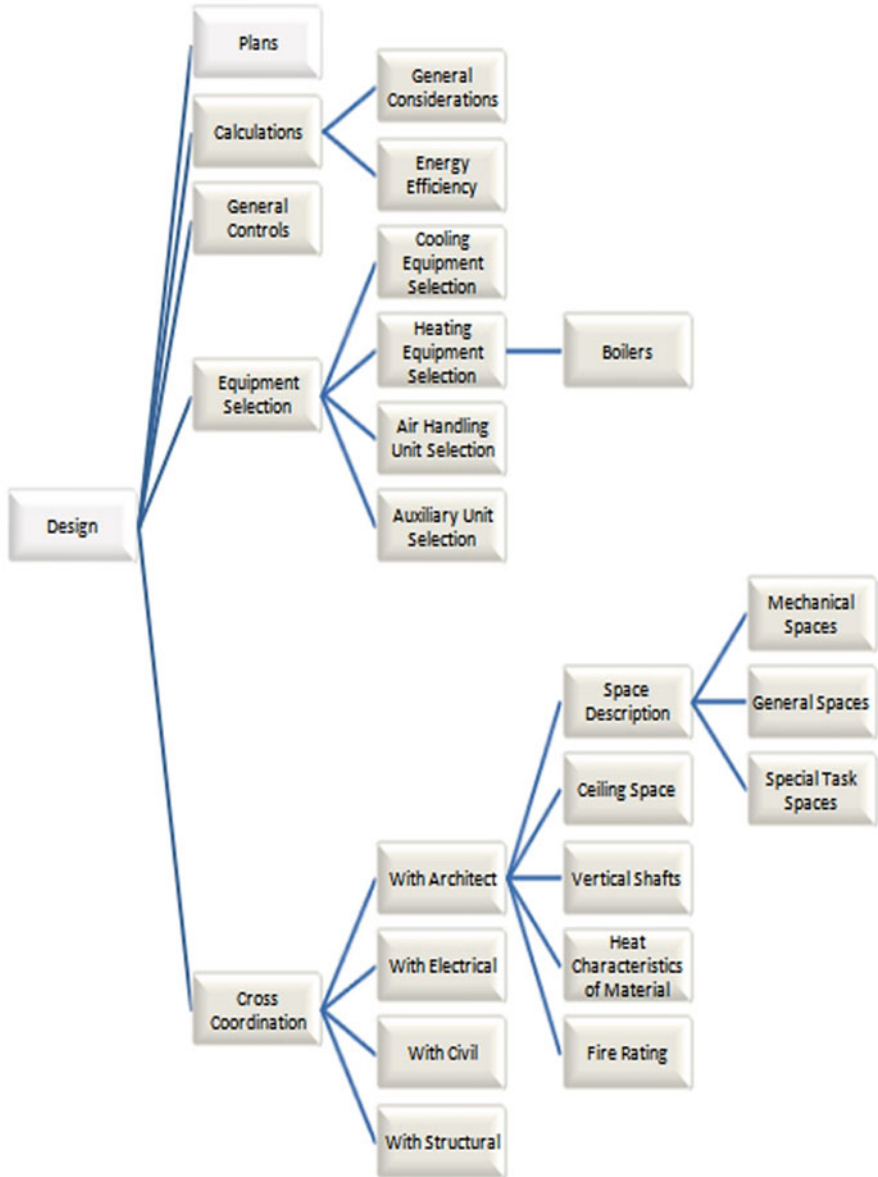 Plans
Calculations
General
Considerations
Energy
Efficiency
General
Controls
Equipment
Selection
Cooling
Equipment
Selection
Heating
Equipment
Selection
Boilers
Air Handling
Unit Selection
Auxiliary Unit
Selection
Design
Cross
Coordination
With Architect
Space
Description
Mechanical
Spaces
General Spaces
Special Task
Spaces
Ceiling Space
Vertical Shafts
Heat
Characteristics
of Material
Fire Rating
With Electrical
With Civil
With Structural